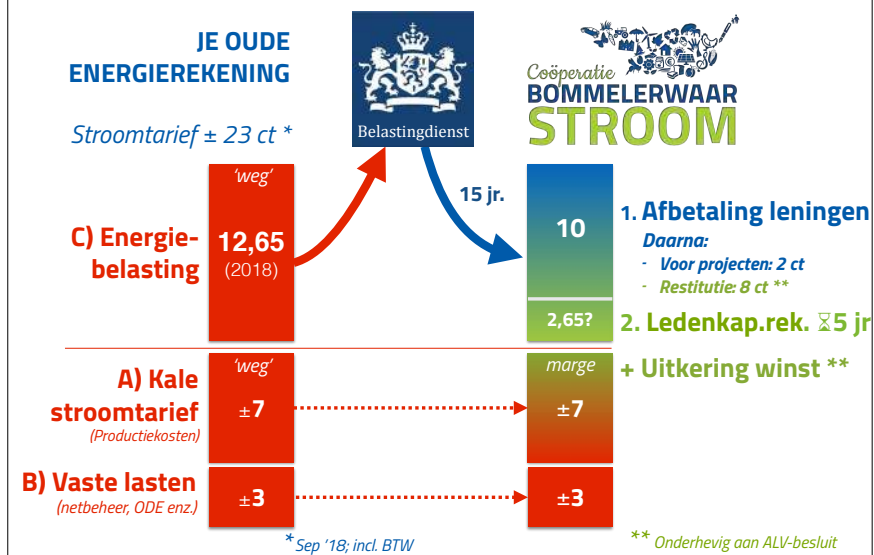 JE OUDE
ENERGIEREKENING
Stroomtarief ± 23 ct *
Belastingdienst
Coöperatie
BOMMELERWAAR
STROOM
'weg'
C) Energie-
belasting
12,65
(2018)
15 jr.
10
2,65?
1. Afbetaling leningen
Daarna:
- Voor projecten: 2 ct
- Restitutie: 8 ct **
2. Ledenkap.rek. ⌛5 jr
+ Uitkering winst **
'weg'
A) Kale
stroomtarief
(Productiekosten)
±7
marge
±7
B) Vaste lasten
(netbeheer, ODE enz.)
±3
±3
* Sep '18; incl. BTW
** Onderhevig aan ALV-besluit